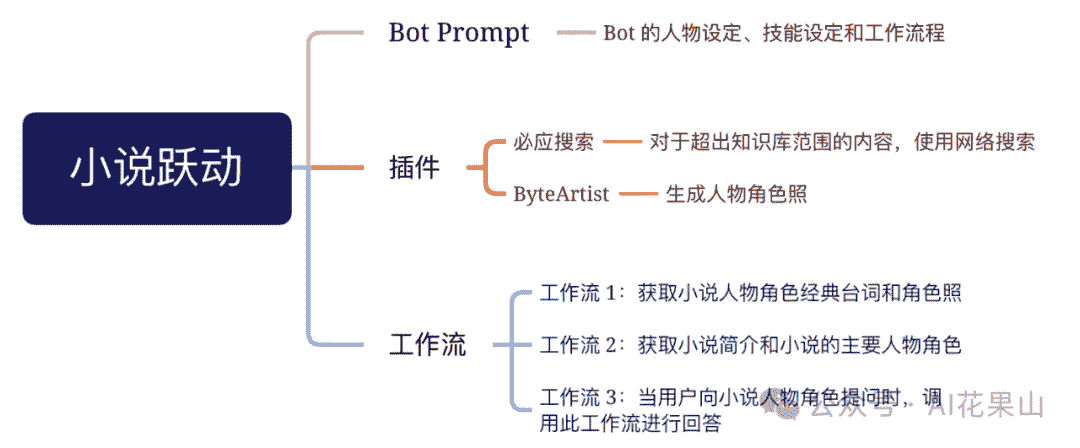 小说跃动
Bot Prompt
Bot 的人物设定、技能设定和工作流程
插件
必应搜索
对于超出知识库范围的内容，使用网络搜索
ByteArtist
生成人物角色照
工作流
工作流 1：获取小说人物角色经典台词和角色照
工作流 2：获取小说简介和小说的主要人物角色
工作流 3：当用户向小说人物角色提问时，调
用此工作流进行回答
公众号 · AI花果山